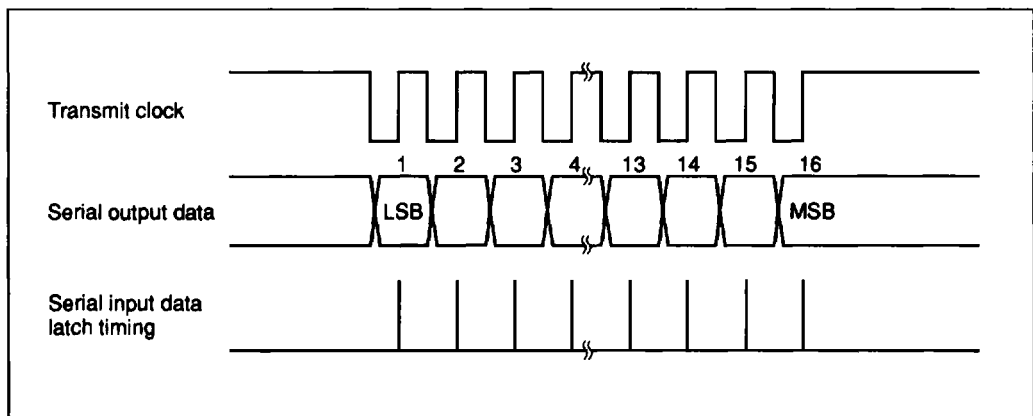 Transmit clock
1 2 3 4 13 14 15 16
Serial output data
LSB
MSB
Serial input data
latch timing